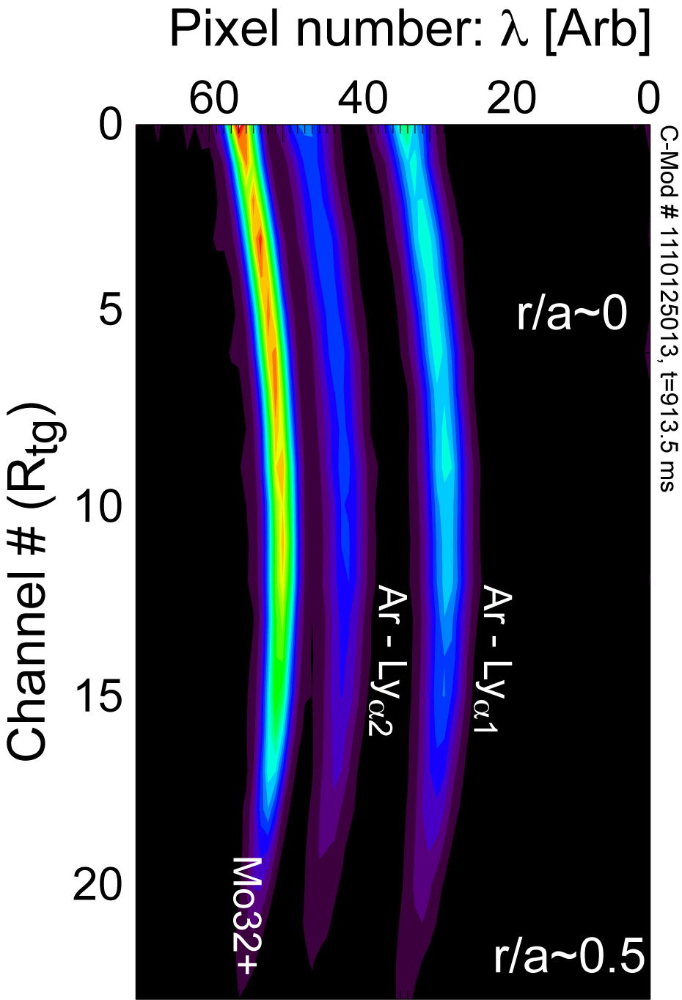 Pixel number: λ [Arb]
60 40 20 0
0
5
10
15
20
Channel # (Rtg)
r/a~0
r/a~0.5
Ar - Lyα2
Ar - Lyα1
Mo32+
C-Mod # 1110125013, t=913.5 ms